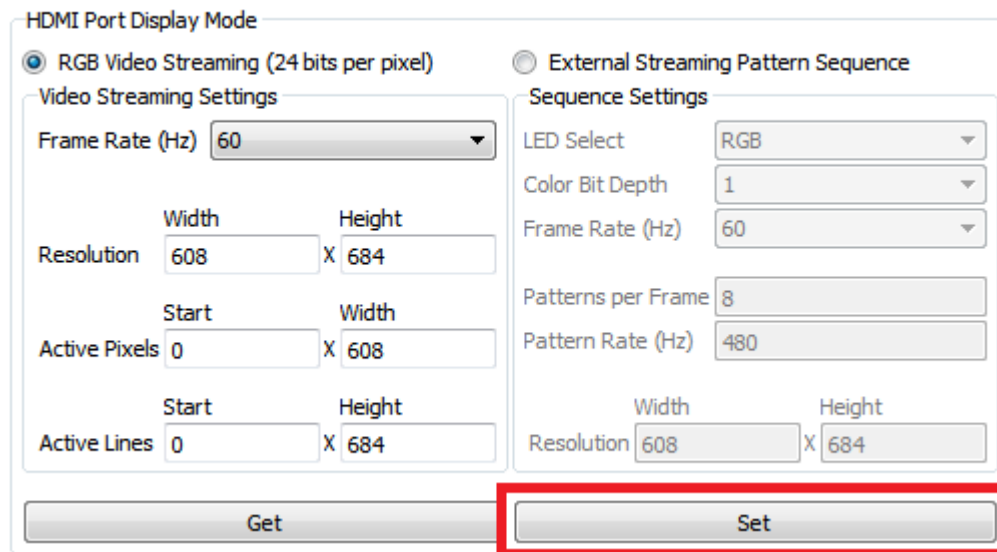 HDMI Port Display Mode
RGB Video Streaming (24 bits per pixel)
External Streaming Pattern Sequence
Video Streaming Settings
Frame Rate (Hz) 60
Width Height
Resolution 608 X 684
Start Width
Active Pixels 0 X 608
Start Height
Active Lines 0 X 684
Sequence Settings
LED Select RGB
Color Bit Depth 1
Frame Rate (Hz) 60
Patterns per Frame 8
Pattern Rate (Hz) 480
Width Height
Resolution 608 X 684
Get
Set